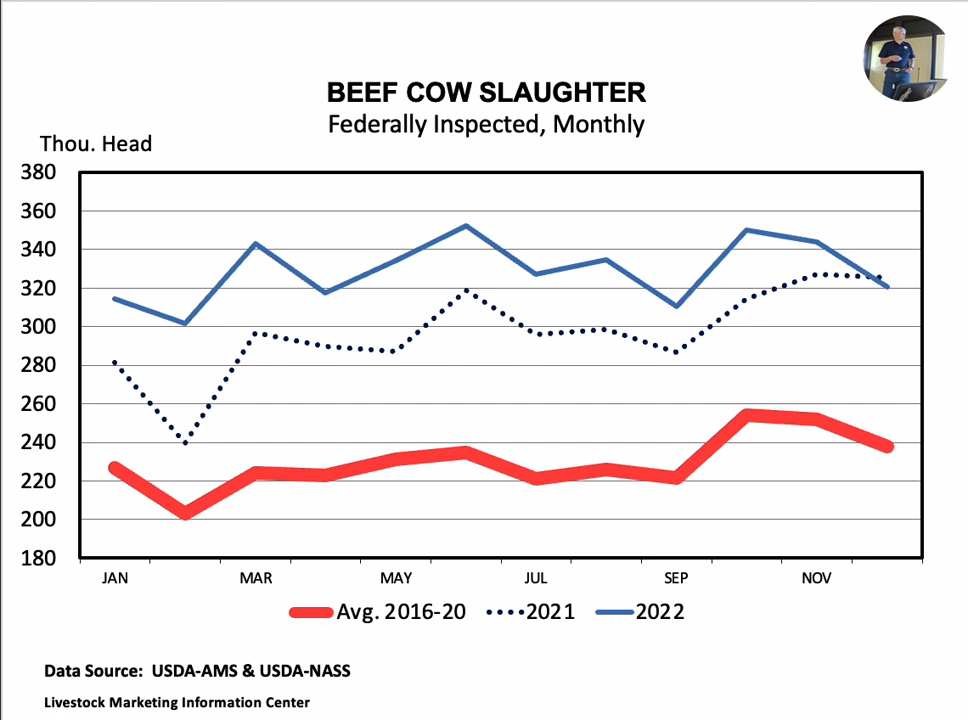 BEEF COW SLAUGHTER
Federally Inspected, Monthly
Thou. Head
380
360
340
320
300
280
260
240
220
200
180
JAN MAR MAY JUL SEP NOV
Avg. 2016-20 2021 2022
Data Source:  USDA-AMS & USDA-NASS
Livestock Marketing Information Center